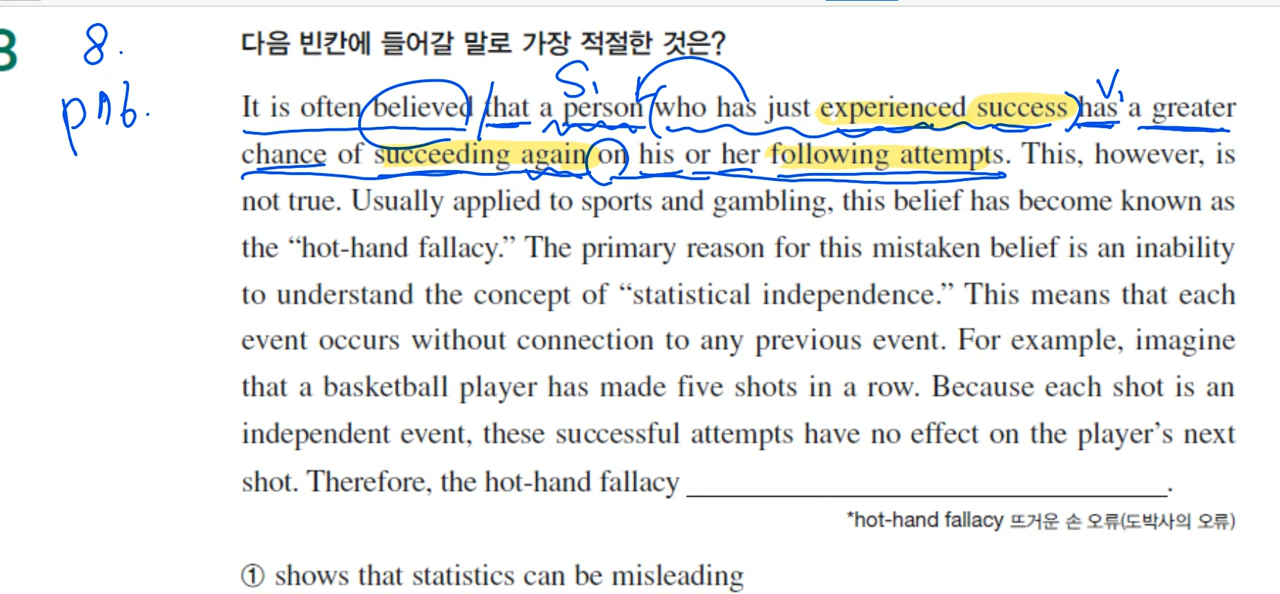 8.
다음 빈칸에 들어갈 말로 가장 적절한 것은?
S₁
V₁
It is often believed that a person who has just experienced success has a greater
chance of succeeding again on his or her following attempts. This, however, is
not true. Usually applied to sports and gambling, this belief has become known as
the “hot-hand fallacy.” The primary reason for this mistaken belief is an inability
to understand the concept of “statistical independence.” This means that each
event occurs without connection to any previous event. For example, imagine
that a basketball player has made five shots in a row. Because each shot is an
independent event, these successful attempts have no effect on the player’s next
shot. Therefore, the hot-hand fallacy ____________________.
*hot-hand fallacy 뜨거운 손 오류(도박사의 오류)
① shows that statistics can be misleading